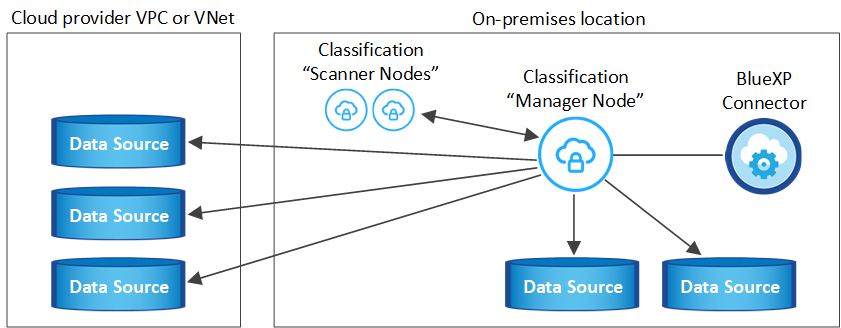 Cloud provider VPC or VNet
On-premises location
Classification
“Scanner Nodes”
Classification
“Manager Node”
BlueXP
Connector
Data Source
Data Source
Data Source
Data Source
Data Source